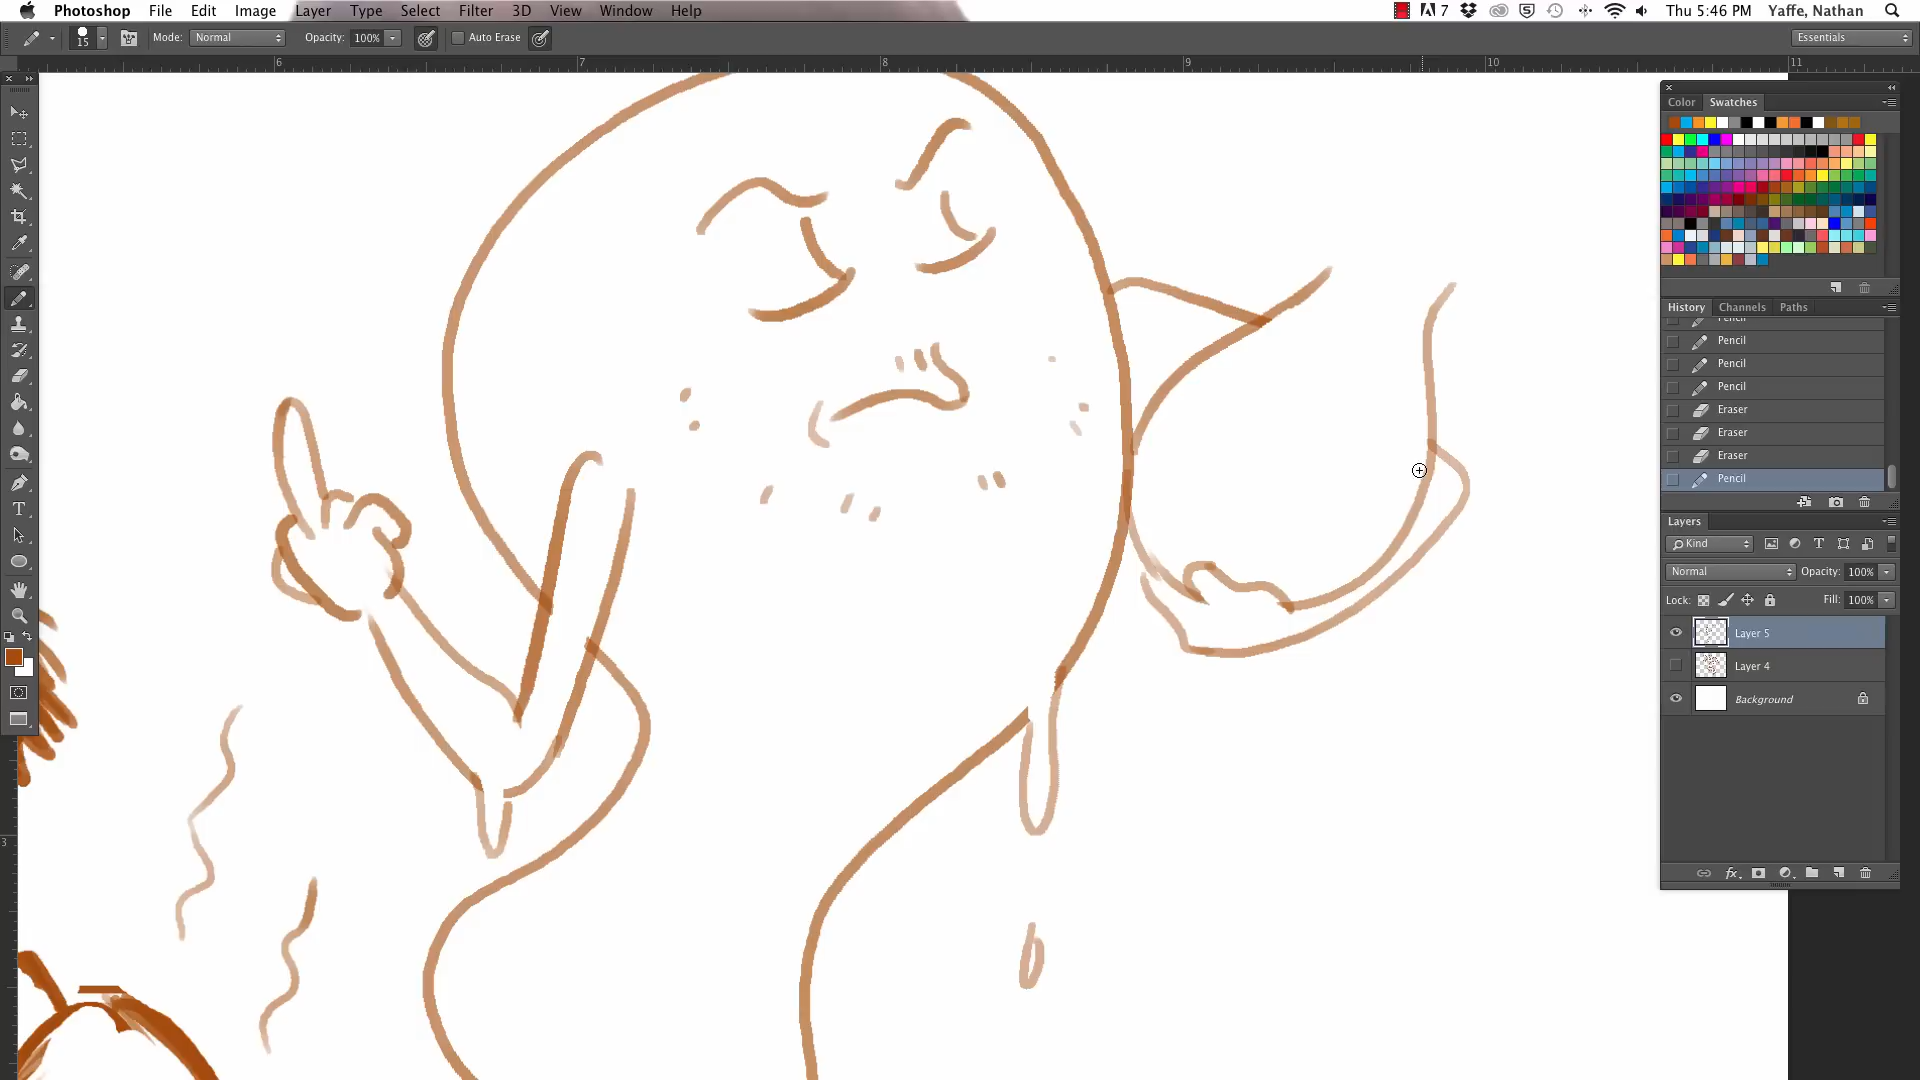 Photoshop File Edit Image Layer Type Select Filter 3D View Window Help 7 Thu 5:46 PM Yaffe, Nathan
15 Mode: Normal Opacity: 100% Auto Erase Essentials
6 7 8 9 10 11
Color Swatches
History Channels Paths
Pencil
Pencil
Pencil
Pencil
Eraser
Eraser
Eraser
Pencil
Layers
Kind
Normal Opacity: 100%
Lock: Fill: 100%
Layer 5
Layer 4
Background
fx
3